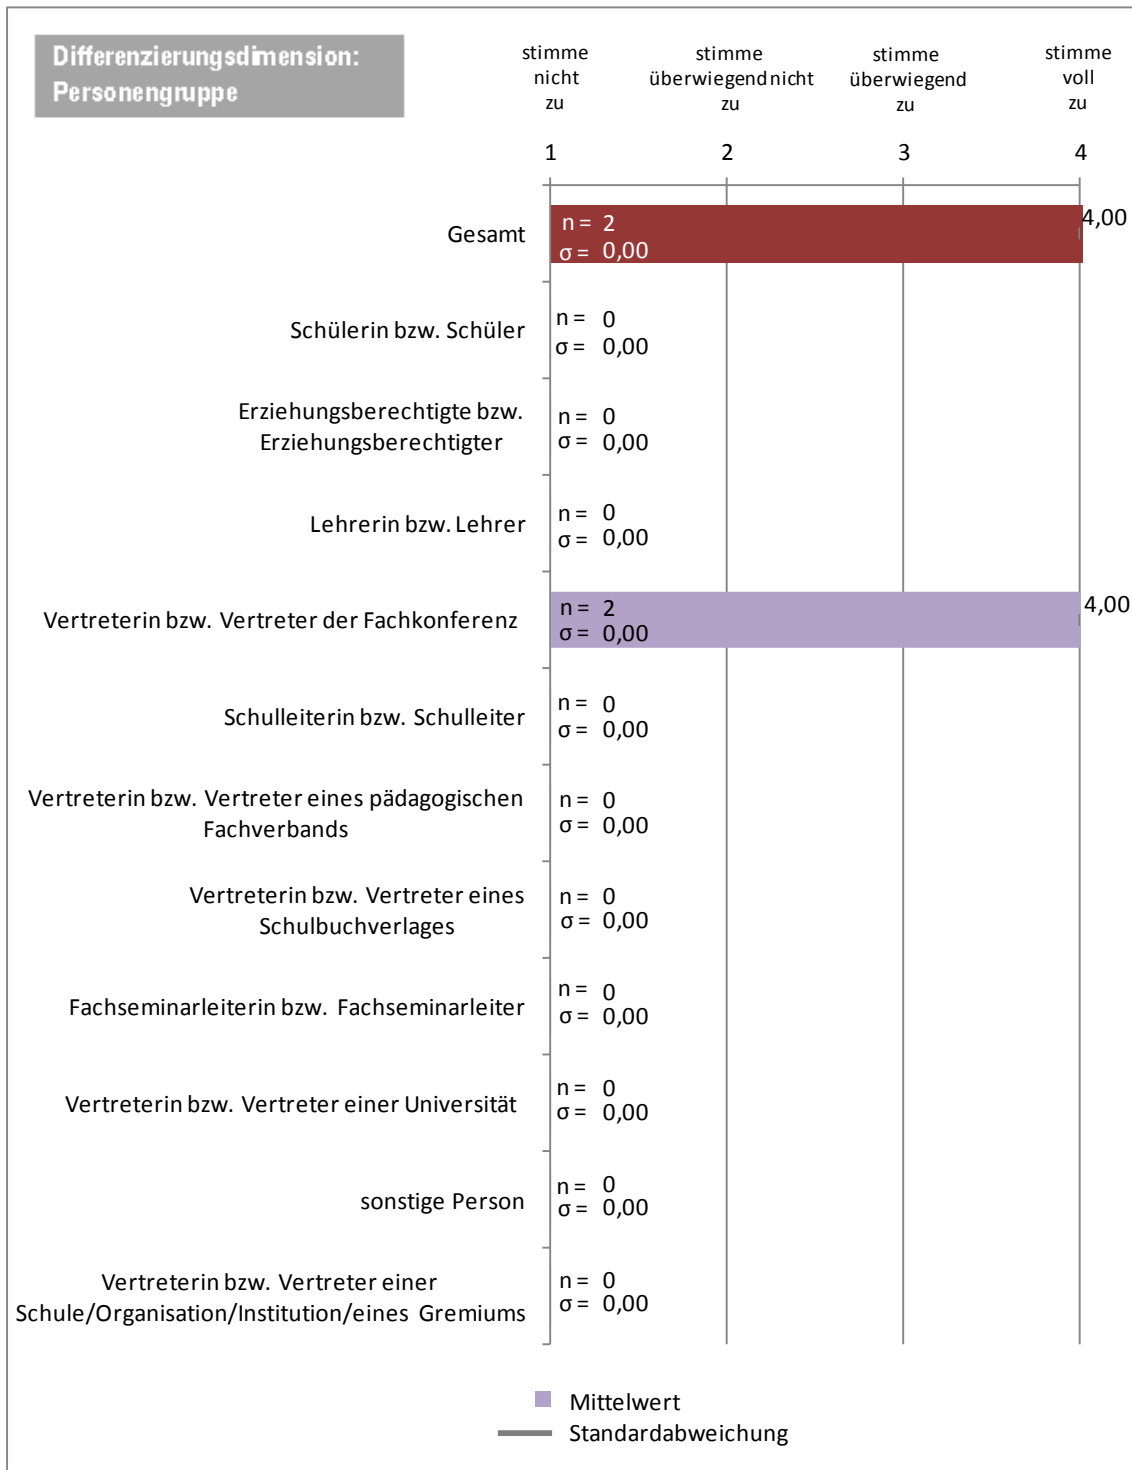 Differenzierungsdimension:
Personengruppe
stimme
nicht
zu
stimme
überwiegend nicht
zu
stimme
überwiegend
zu
stimme
voll
zu
1 2 3 4
Gesamt
n = 2
σ = 0,00
4,00
Schülerin bzw. Schüler
n = 0
σ = 0,00
Erziehungsberechtigte bzw.
Erziehungsberechtigter
n = 0
σ = 0,00
Lehrerin bzw. Lehrer
n = 0
σ = 0,00
Vertreterin bzw. Vertreter der Fachkonferenz
n = 2
σ = 0,00
4,00
Schulleiterin bzw. Schulleiter
n = 0
σ = 0,00
Vertreterin bzw. Vertreter eines pädagogischen
Fachverbands
n = 0
σ = 0,00
Vertreterin bzw. Vertreter eines
Schulbuchverlages
n = 0
σ = 0,00
Fachseminarleiterin bzw. Fachseminarleiter
n = 0
σ = 0,00
Vertreterin bzw. Vertreter einer Universität
n = 0
σ = 0,00
sonstige Person
n = 0
σ = 0,00
Vertreterin bzw. Vertreter einer
Schule/Organisation/Institution/eines Gremiums
n = 0
σ = 0,00
Mittelwert
Standardabweichung